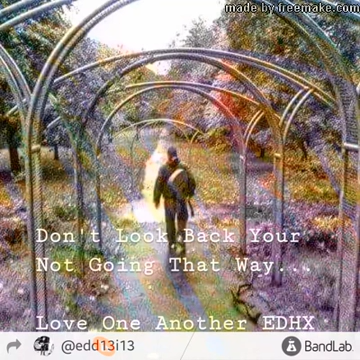 made by freemake.com
Don't Look Back Your
Not Going That Way...
Love One Another EDHX
@edd13i13
BandLab